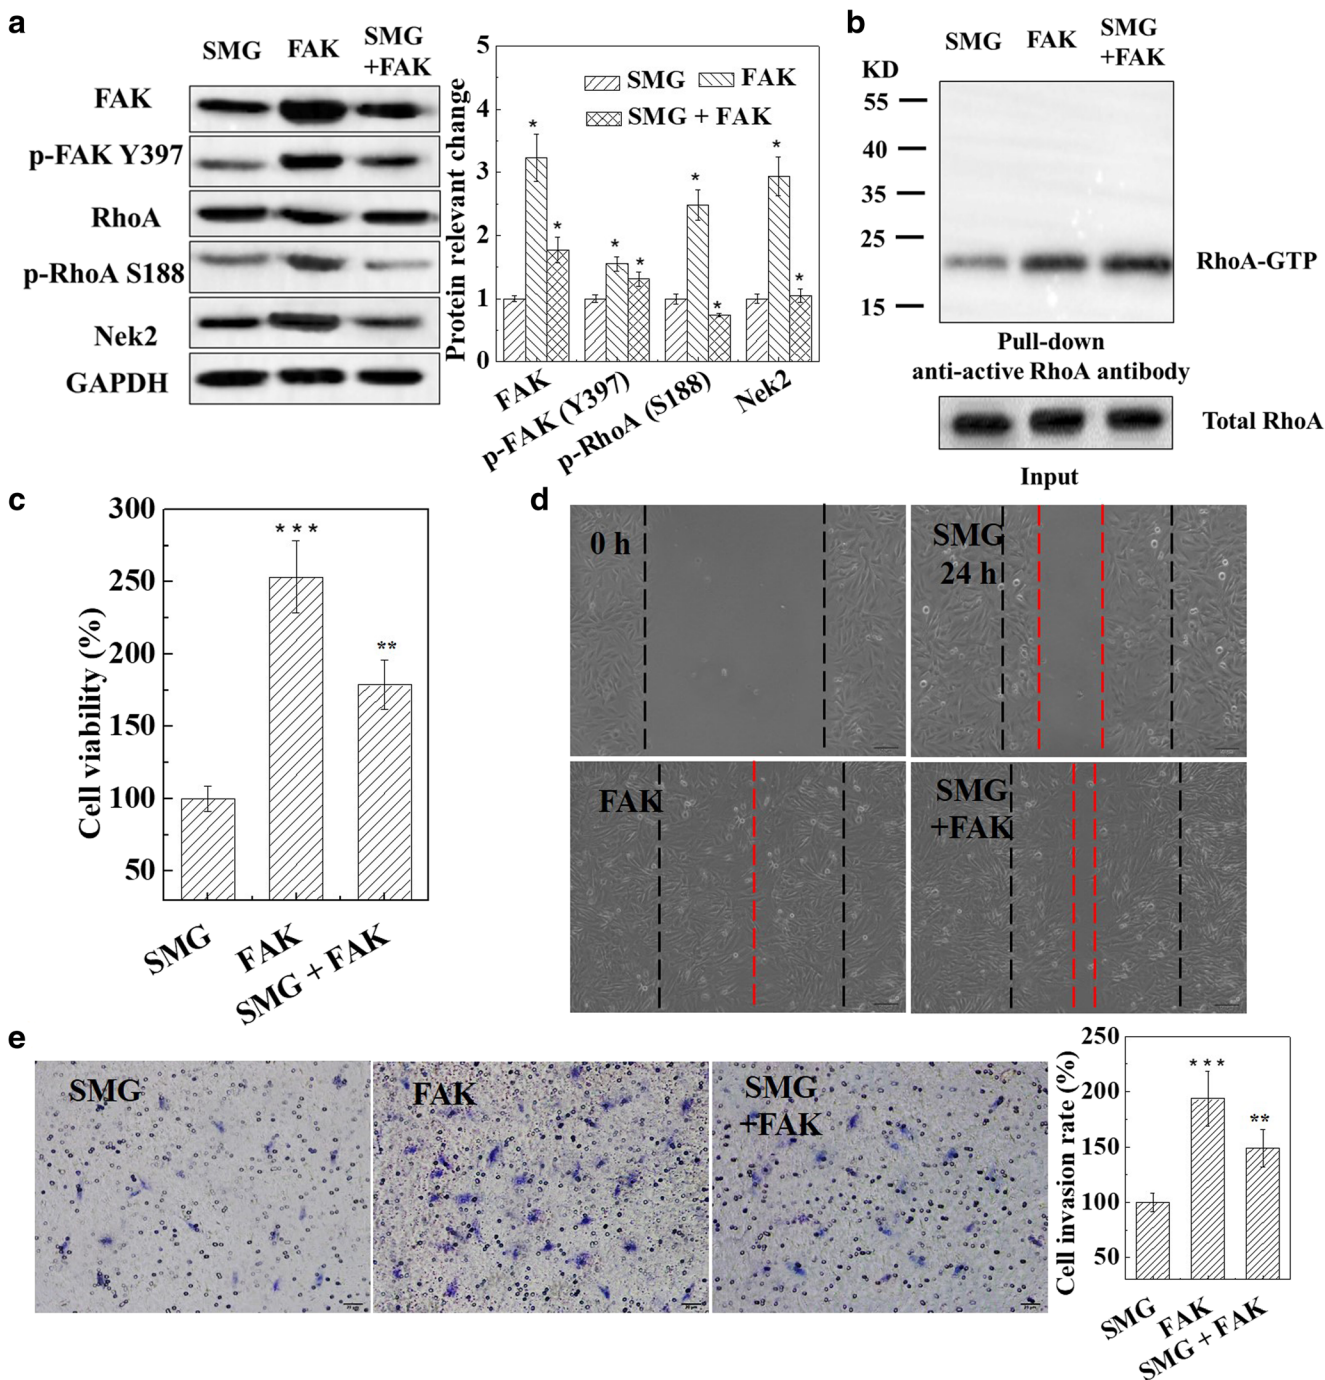 a
SMG FAK SMG
+FAK
FAK
p-FAK Y397
RhoA
p-RhoA S188
Nek2
GAPDH
Protein relevant change
5
4
3
2
1
0
SMG FAK
SMG + FAK
*
*
*
*
*
*
*
*
FAK
p-FAK (Y397)
p-RhoA (S188)
Nek2
b
SMG FAK SMG
+FAK
KD
55
40
35
25
15
RhoA-GTP
Pull-down
anti-active RhoA antibody
Total RhoA
Input
c
Cell viability (%)
300
250
200
150
100
50
***
**
SMG
FAK
SMG + FAK
d
0 h
SMG
24 h
FAK
SMG
+FAK
e
SMG
FAK
SMG
+FAK
Cell invasion rate (%)
250
200
150
100
50
***
**
SMG
FAK
SMG + FAK